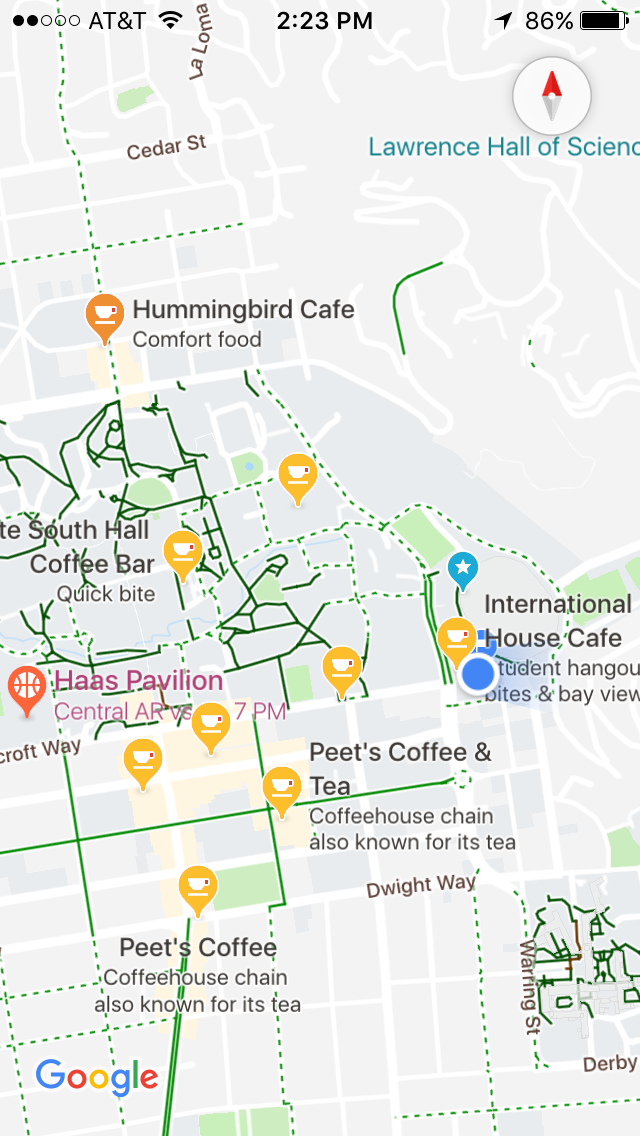 AT&T 2:23 PM 86%
La Loma
Cedar St
Lawrence Hall of Scienc
Hummingbird Cafe
Comfort food
te South Hall
Coffee Bar
Quick bite
International
House Cafe
Student hangou
bites & bay view
Haas Pavilion
Central AR vs 7 PM
croft Way
Peet's Coffee &
Tea
Coffeehouse chain
also known for its tea
Dwight Way
Peet's Coffee
Coffeehouse chain
also known for its tea
Warring St
Derby
Google